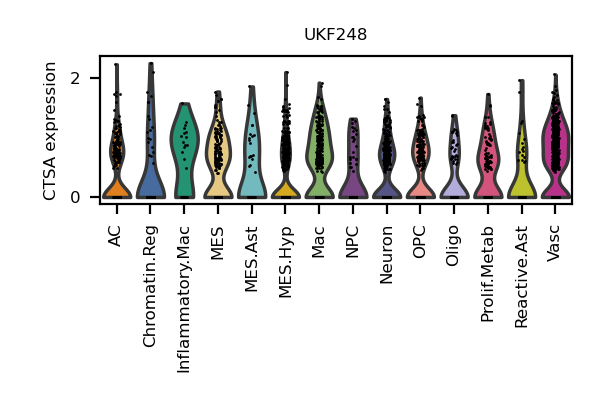 UKF248
CTSA expression
2
0
AC
Chromatin.Reg
Inflammatory.Mac
MES
MES.Ast
MES.Hyp
Mac
NPC
Neuron
OPC
Oligo
Prolif.Metab
Reactive.Ast
Vasc